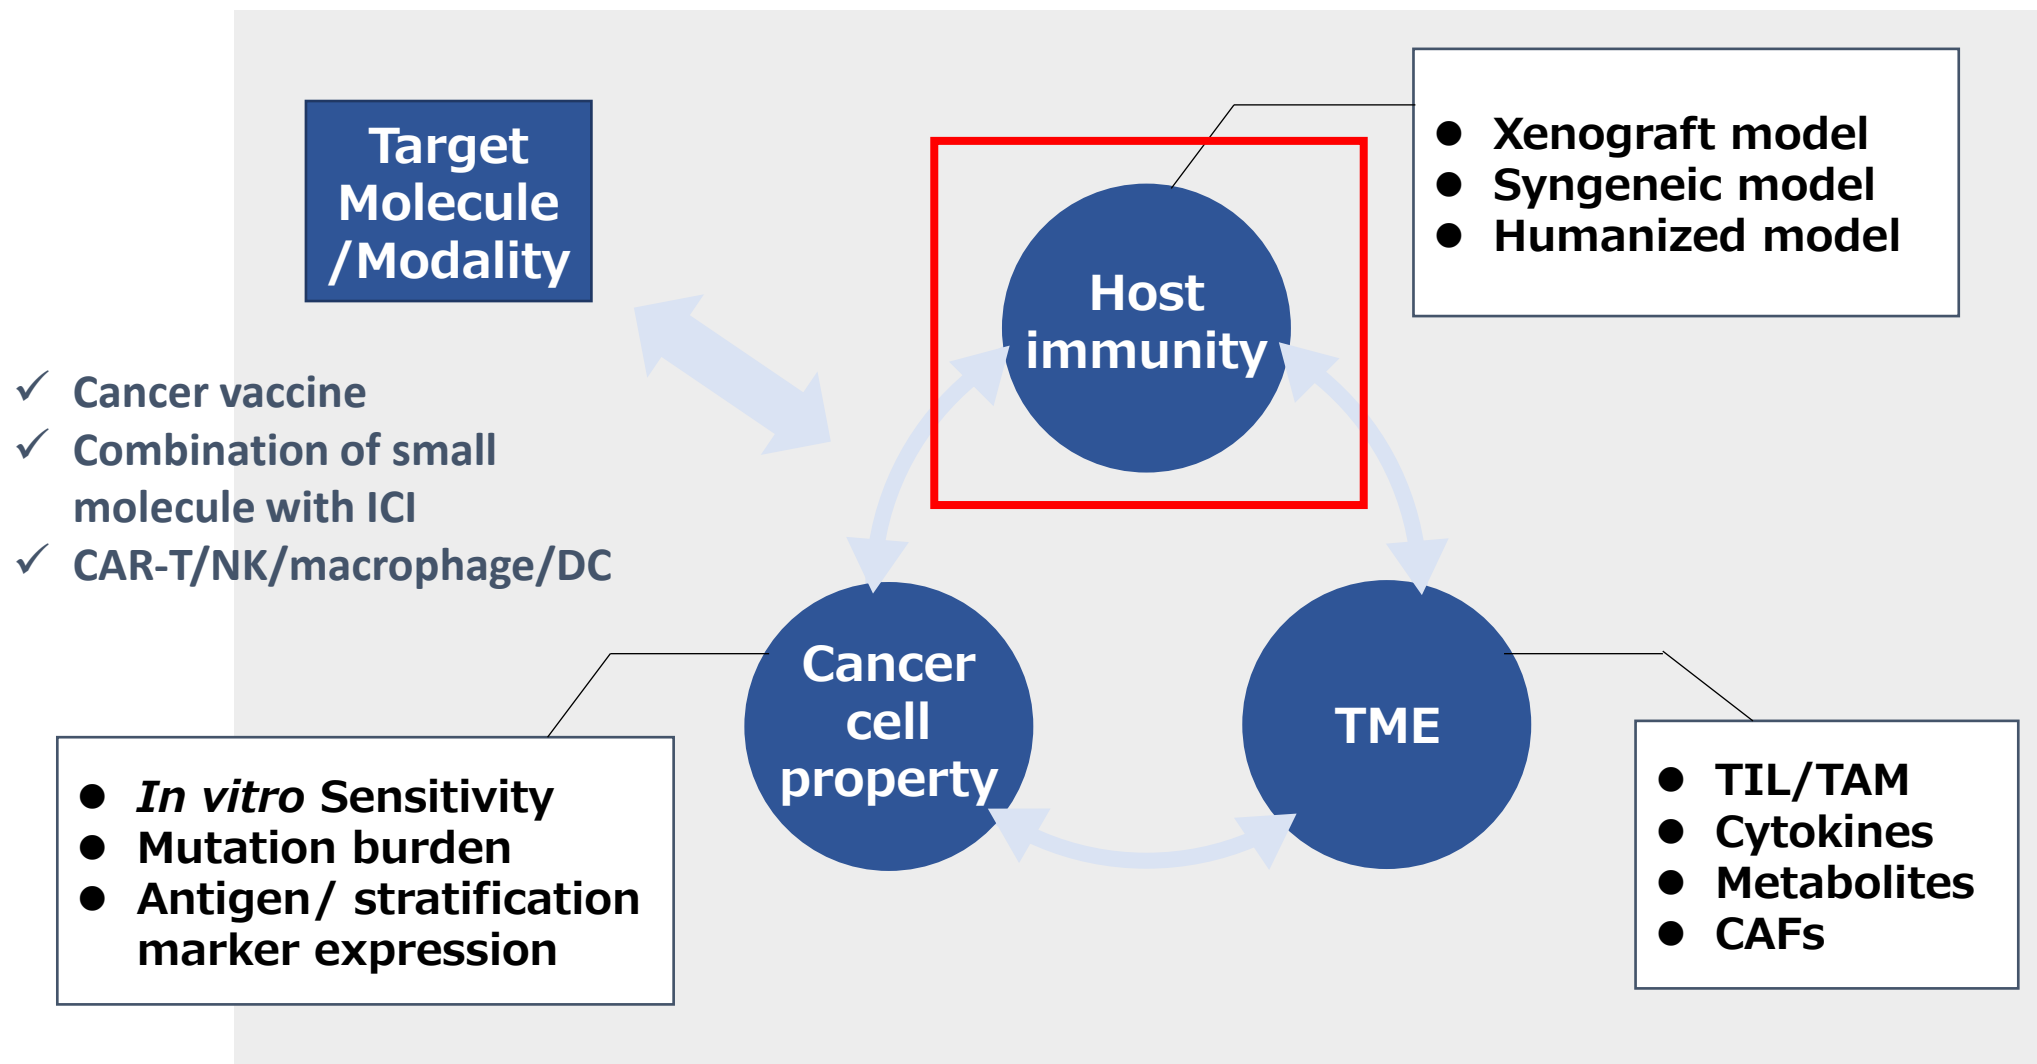 Target
Molecule
/Modality
✓ Cancer vaccine
✓ Combination of small
molecule with ICI
✓ CAR-T/NK/macrophage/DC
Host
immunity
● Xenograft model
● Syngeneic model
● Humanized model
Cancer
cell
property
● In vitro Sensitivity
● Mutation burden
● Antigen/ stratification
marker expression
TME
● TIL/TAM
● Cytokines
● Metabolites
● CAFs